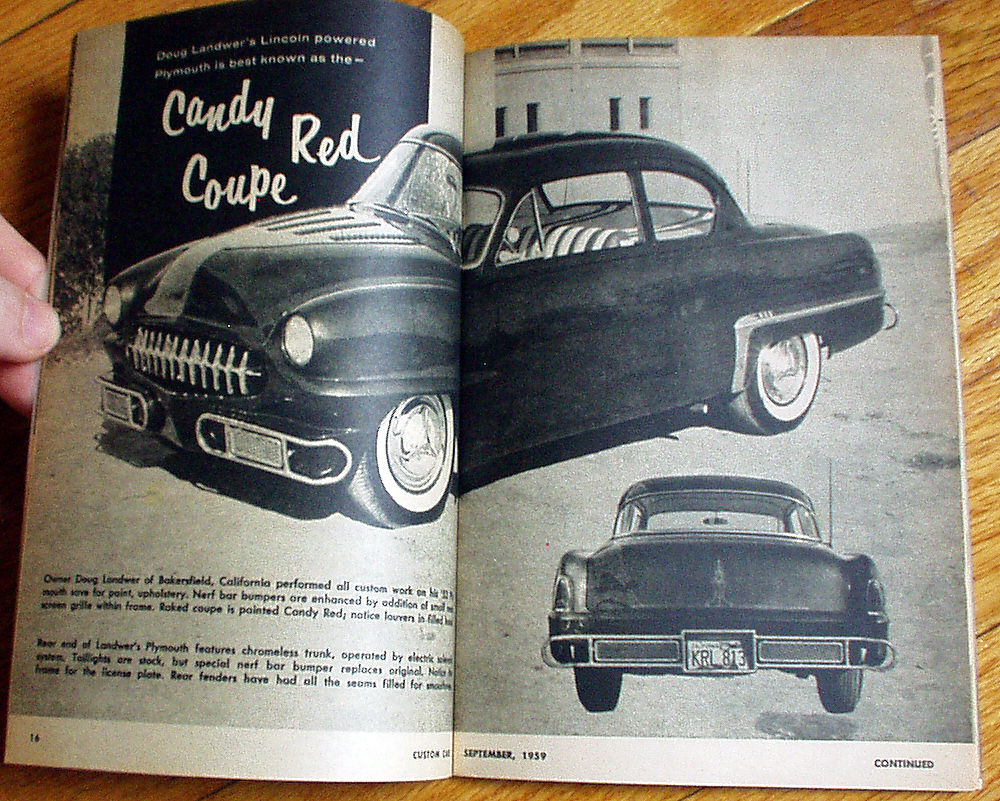 Doug Landwer's Lincoln powered
Plymouth is best known as the—
Candy
Red
Coupe
Owner Doug Landwer of Bakersfield, California performed all custom work on his '52
mouth save for paint, upholstery. Nerf bar bumpers are enhanced by addition of small
screen grille within frame. Raked coupe is painted Candy Red; notice louvers in filled
Rear end of Landwer's Plymouth features chromeless trunk, operated by electric
system. Taillights are stock, but special nerf bar bumper replaces original. Notice
frame for the license plate. Rear fenders have had all the seams filled for
KRL 813
16
CUSTOM
SEPTEMBER, 1959
CONTINUED